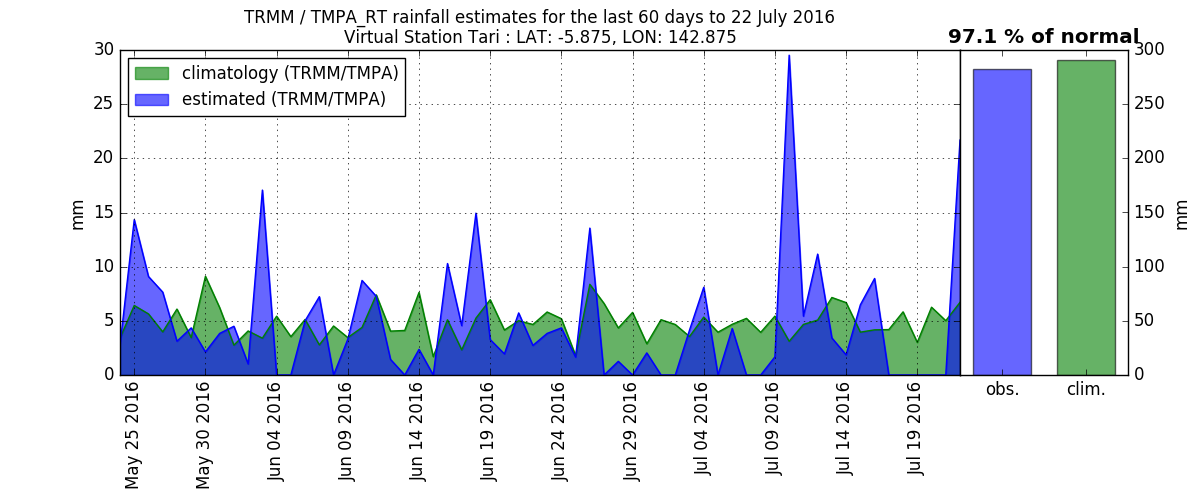 TRMM / TMPA_RT rainfall estimates for the last 60 days to 22 July 2016
Virtual Station Tari : LAT: -5.875, LON: 142.875
97.1 % of normal
climatology (TRMM/TMPA)
estimated (TRMM/TMPA)
30
25
20
15
10
5
0
mm
300
250
200
150
100
50
0
mm
May 25 2016
May 30 2016
Jun 04 2016
Jun 09 2016
Jun 14 2016
Jun 19 2016
Jun 24 2016
Jun 29 2016
Jul 04 2016
Jul 09 2016
Jul 14 2016
Jul 19 2016
obs.
clim.